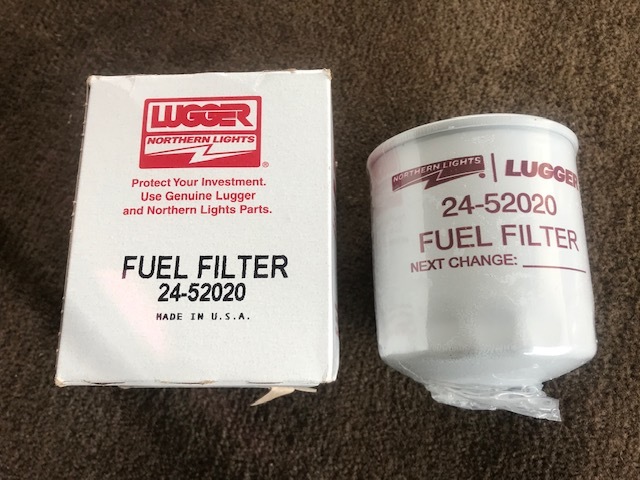 LUGGER
NORTHERN LIGHTS
®
Protect Your Investment.
Use Genuine Lugger
and Northern Lights Parts.
FUEL FILTER
24-52020
MADE IN U.S.A.
NORTHERN LIGHTS | LUGGER
24-52020
FUEL FILTER
NEXT CHANGE: ________